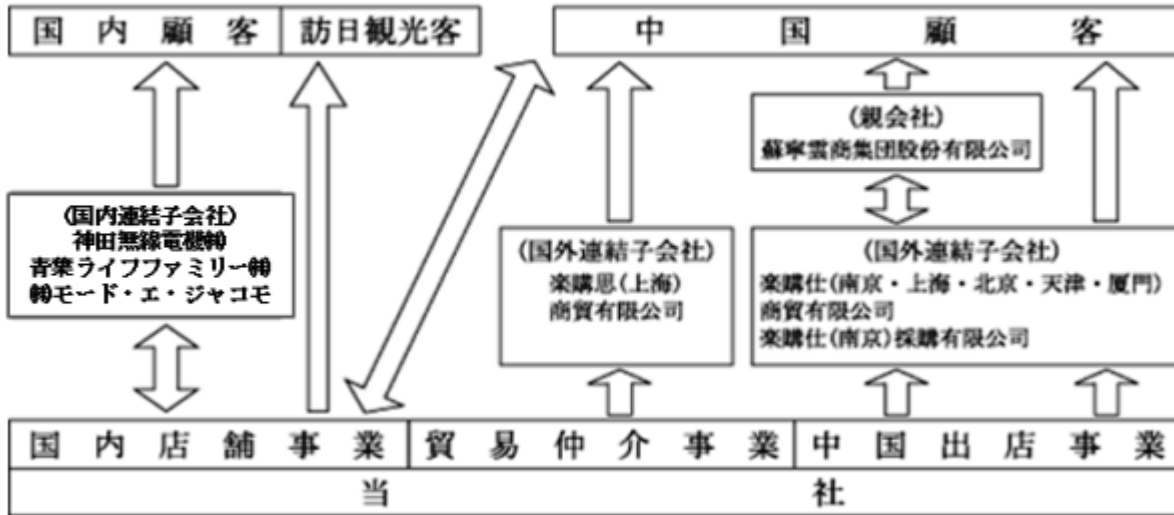 国内顧客
訪日観光客
中国顧客
(親会社)
蘇寧雲商集団股份有限公司
(国内連結子会社)
神田無線電機㈱
青葉ライフファミリー㈱
㈱モード・エ・ジャコモ
(国外連結子会社)
楽購思(上海)
商貿有限公司
(国外連結子会社)
楽購仕(南京・上海・北京・天津・厦門)
商貿有限公司
楽購仕(南京)採購有限公司
国内店舗事業
貿易仲介事業
中国出店事業
当社